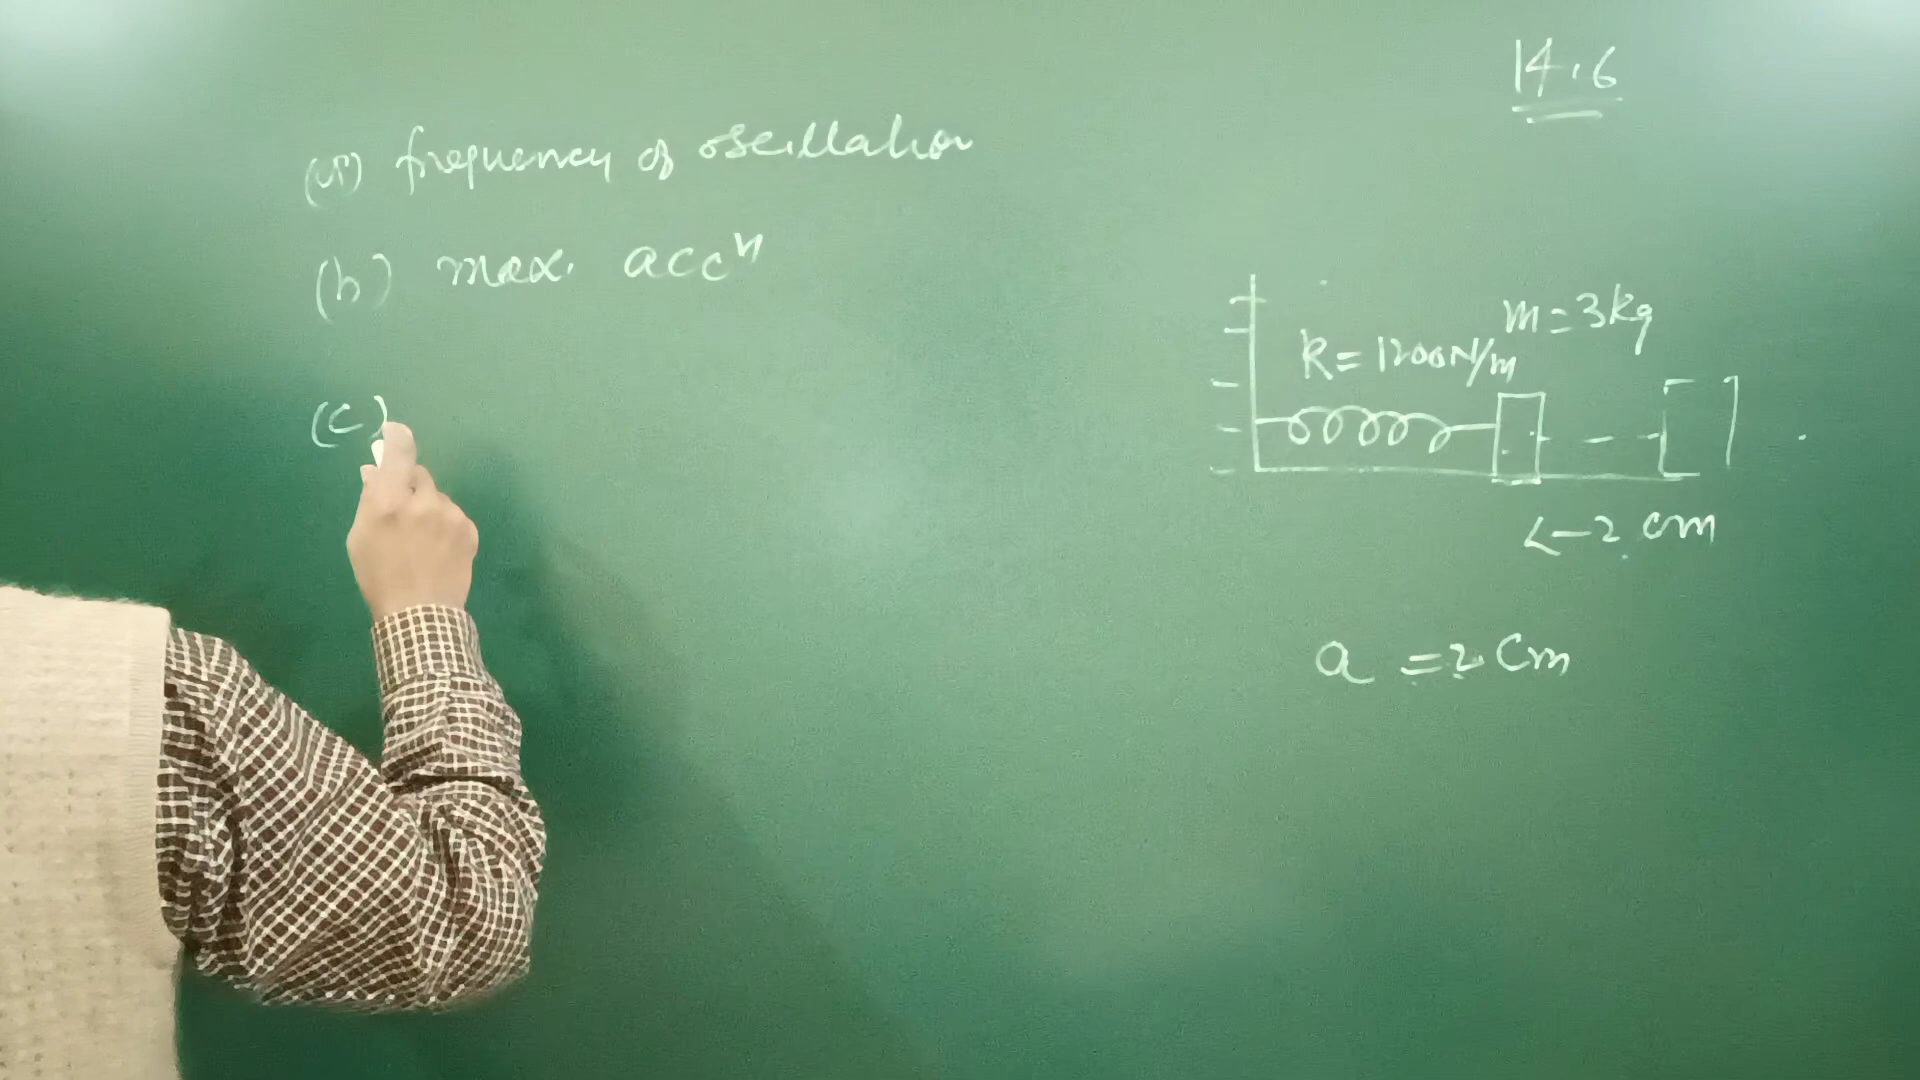 14.6
(a) frequency of oscillation
(b) max. accⁿ
(c)
m=3kg
K=1200N/m
<-2 cm
a =2 Cm